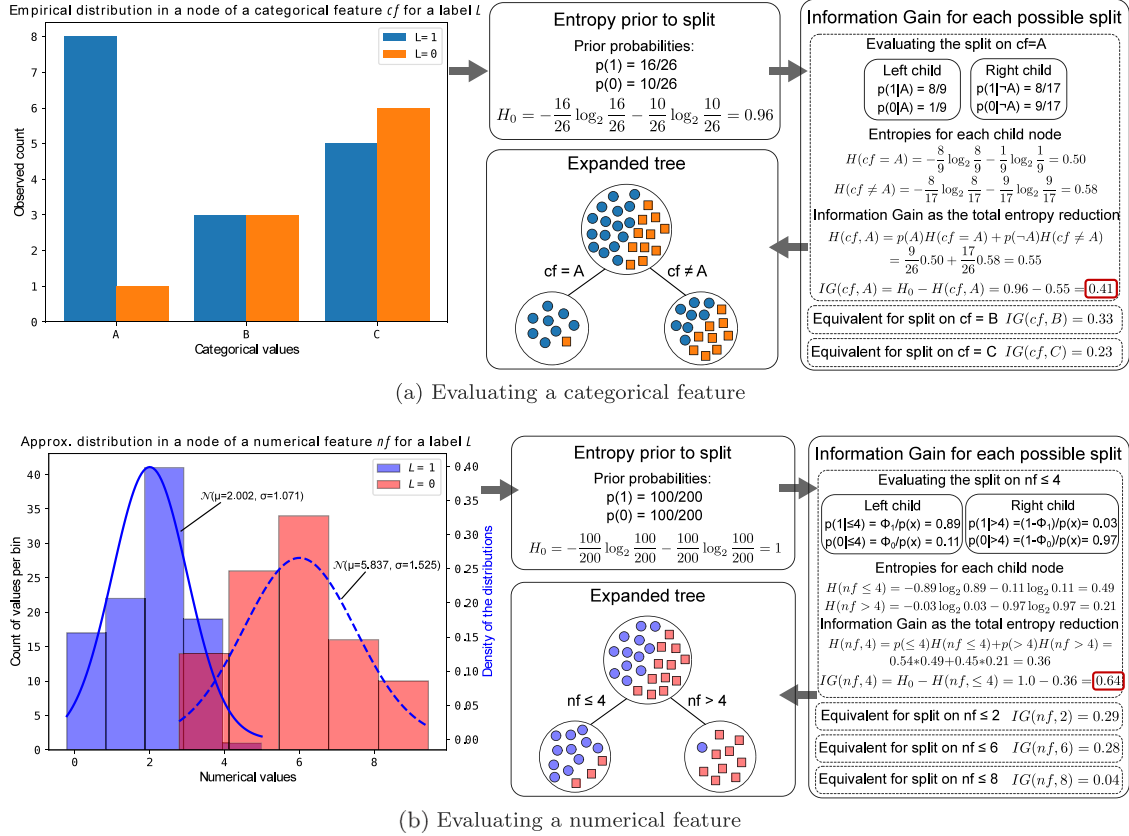 Empirical distribution in a node of a categorical feature cf for a label L
L= 1
L= 0
Observed count
8
7
6
5
4
3
2
1
0
A
B
C
Categorical values
Entropy prior to split
Prior probabilities:
p(1) = 16/26
p(0) = 10/26
H₀ = −16/26 log₂ 16/26 − 10/26 log₂ 10/26 = 0.96
Expanded tree
cf = A
cf ≠ A
Information Gain for each possible split
Evaluating the split on cf=A
Left child
p(1|A) = 8/9
p(0|A) = 1/9
Right child
p(1|¬A) = 8/17
p(0|¬A) = 9/17
Entropies for each child node
H(cf = A) = −8/9 log₂ 8/9 − 1/9 log₂ 1/9 = 0.50
H(cf ≠ A) = −8/17 log₂ 8/17 − 9/17 log₂ 9/17 = 0.58
Information Gain as the total entropy reduction
H(cf, A) = p(A)H(cf = A) + p(¬A)H(cf ≠ A)
= 9/26 0.50 + 17/26 0.58 = 0.55
IG(cf, A) = H₀ − H(cf, A) = 0.96 − 0.55 = 0.41
Equivalent for split on cf = B IG(cf, B) = 0.33
Equivalent for split on cf = C IG(cf, C) = 0.23
(a) Evaluating a categorical feature
Approx. distribution in a node of a numerical feature nf for a label L
L= 1
L= 0
Count of values per bin
40
35
30
25
20
15
10
5
0
0
2
4
6
8
Numerical values
0.40
0.35
0.30
0.25
0.20
0.15
0.10
0.05
0.00
Density of the distributions
𝒩(μ=2.002, σ=1.071)
𝒩(μ=5.837, σ=1.525)
Entropy prior to split
Prior probabilities:
p(1) = 100/200
p(0) = 100/200
H₀ = −100/200 log₂ 100/200 − 100/200 log₂ 100/200 = 1
Expanded tree
nf ≤ 4
nf > 4
Information Gain for each possible split
Evaluating the split on nf ≤ 4
Left child
p(1|≤4) = Φ₁/p(x) = 0.89
p(0|≤4) = Φ₀/p(x) = 0.11
Right child
p(1|>4) =(1-Φ₁)/p(x) = 0.03
p(0|>4) =(1-Φ₀)/p(x) = 0.97
Entropies for each child node
H(nf ≤ 4) = −0.89 log₂ 0.89 − 0.11 log₂ 0.11 = 0.49
H(nf > 4) = −0.03 log₂ 0.03 − 0.97 log₂ 0.97 = 0.21
Information Gain as the total entropy reduction
H(nf, 4) = p(≤ 4)H(nf ≤ 4)+p(> 4)H(nf > 4) =
0.54*0.49+0.45*0.21 = 0.36
IG(nf, 4) = H₀ − H(nf, ≤ 4) = 1.0 − 0.36 = 0.64
Equivalent for split on nf ≤ 2 IG(nf, 2) = 0.29
Equivalent for split on nf ≤ 6 IG(nf, 6) = 0.28
Equivalent for split on nf ≤ 8 IG(nf, 8) = 0.04
(b) Evaluating a numerical feature